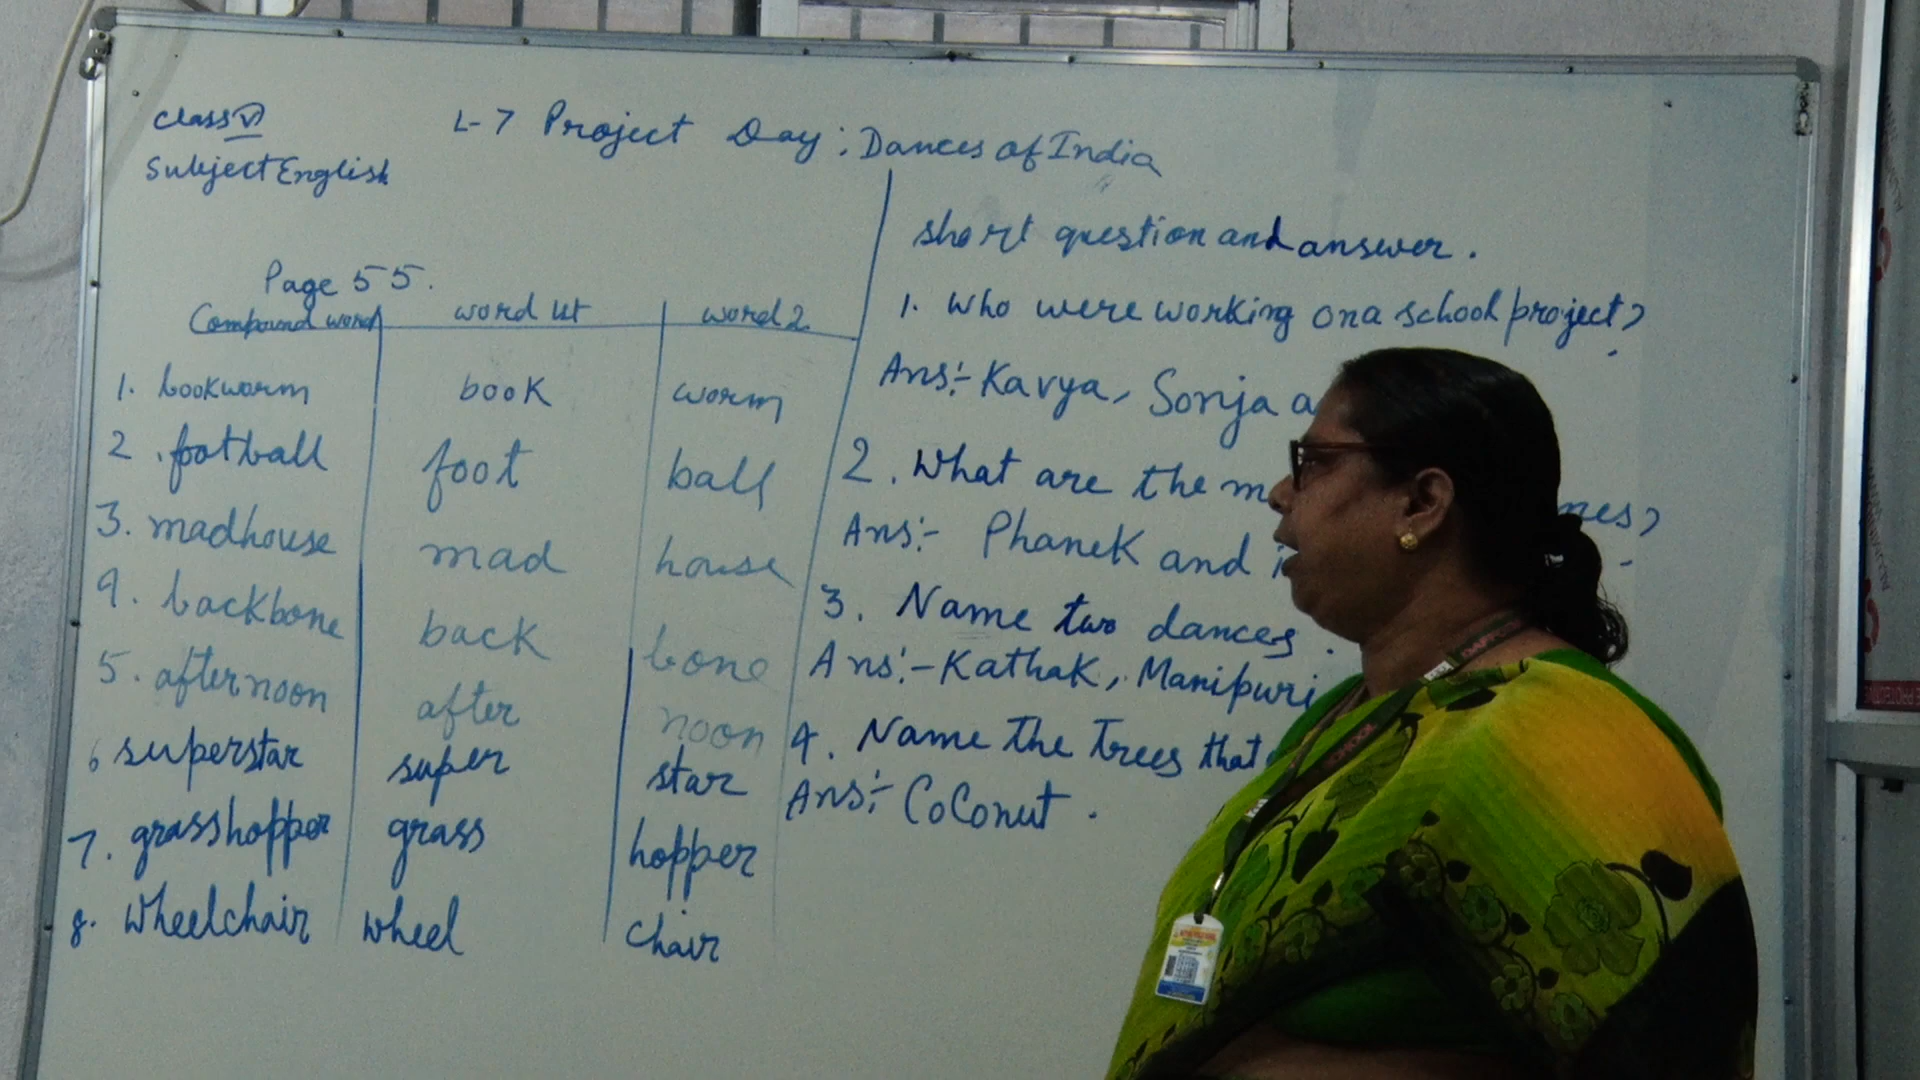 Class V
Subject English
L-7 Project Day : Dances of India
Page 55.
Compound word word 1st word 2
1. bookworm book worm
2. football foot ball
3. madhouse mad house
4. backbone back bone
5. afternoon after noon
6 superstar super star
7. grasshopper grass hopper
8. wheelchair wheel chair
short question and answer.
1. Who were working on a school project?
Ans:- Kavya, Sonja a
2. What are the
Ans:- Phanek and
3. Name two dances.
Ans:- Kathak, Manipuri
4. Name the Trees that
Ans:- CoConut.